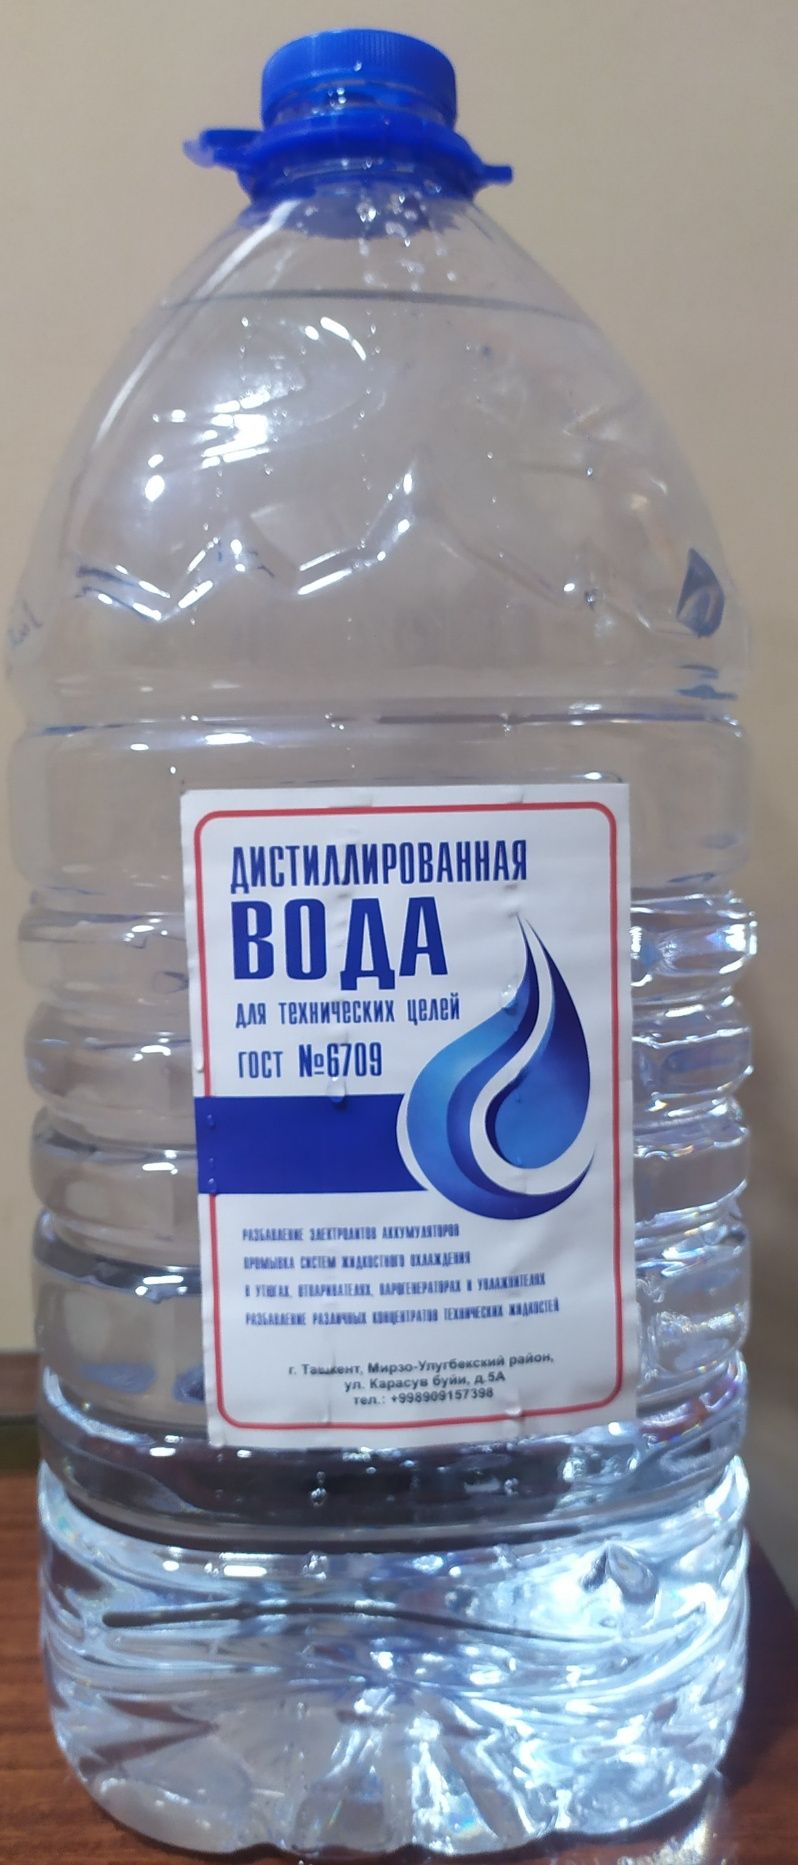 ДИСТИЛЛИРОВАННАЯ
ВОДА
ДЛЯ ТЕХНИЧЕСКИХ ЦЕЛЕЙ
ГОСТ №6709
РАЗБАВЛЕНИЕ ЭЛЕКТРОЛИТОВ АККУМУЛЯТОРОВ
ПРОМЫВКА СИСТЕМ ЖИДКОСТНОГО ОХЛАЖДЕНИЯ
В УТЮГАХ, ОТПАРИВАТЕЛЯХ, ПАРОГЕНЕРАТОРАХ И УВЛАЖНИТЕЛЯХ
РАЗБАВЛЕНИЕ РАЗЛИЧНЫХ КОНЦЕНТРАТОВ ТЕХНИЧЕСКИХ ЖИДКОСТЕЙ
г. Ташкент, Мирзо-Улугбекский район,
ул. Карасув буйи, д.5А
тел.: +998909157398